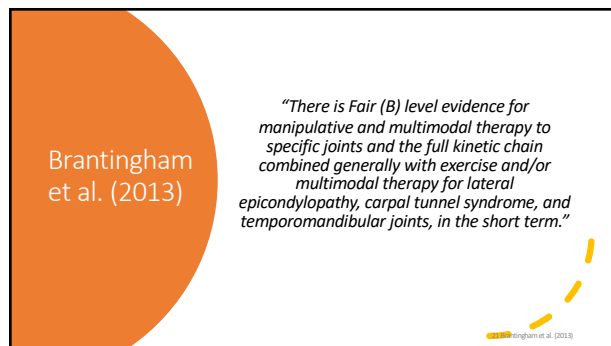 Brantingham
et al. (2013)
“There is Fair (B) level evidence for
manipulative and multimodal therapy to
specific joints and the full kinetic chain
combined generally with exercise and/or
multimodal therapy for lateral
epicondylopathy, carpal tunnel syndrome, and
temporomandibular joints, in the short term.”
21 Brantingham et al. (2013)